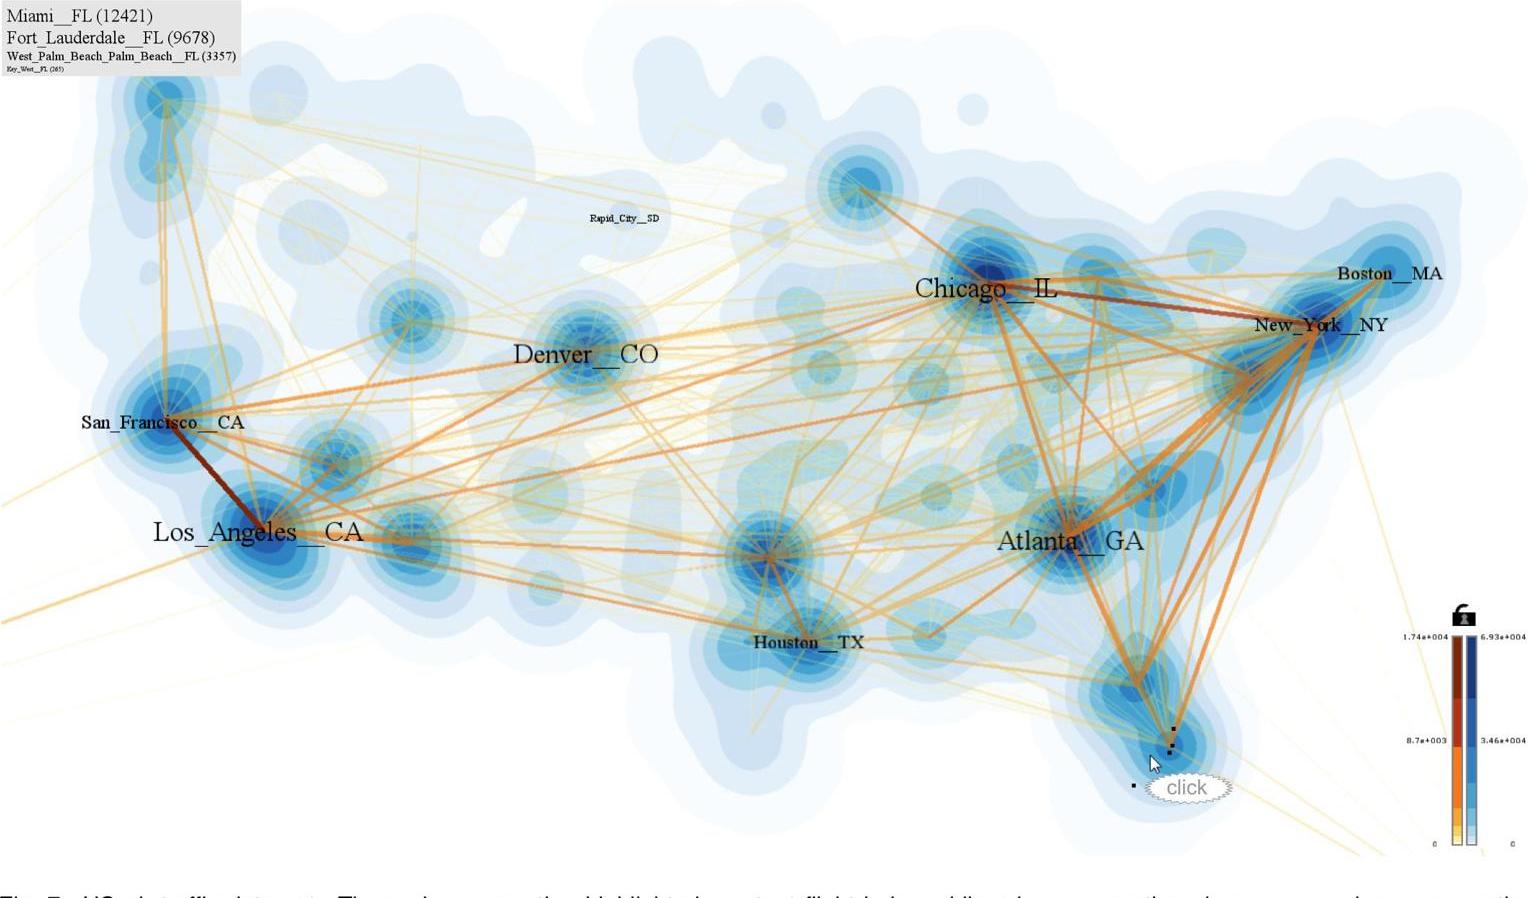 Miami__FL (12421)
Fort_Lauderdale__FL (9678)
West_Palm_Beach_Palm_Beach__FL (3357)
Key_West__FL (265)
Rapid_City__SD
Boston__MA
Chicago__IL
New_York__NY
Denver__CO
San_Francisco__CA
Los_Angeles__CA
Atlanta__GA
Houston__TX
1.74e+004
6.93e+004
8.7e+003
3.46e+004
click
0
0